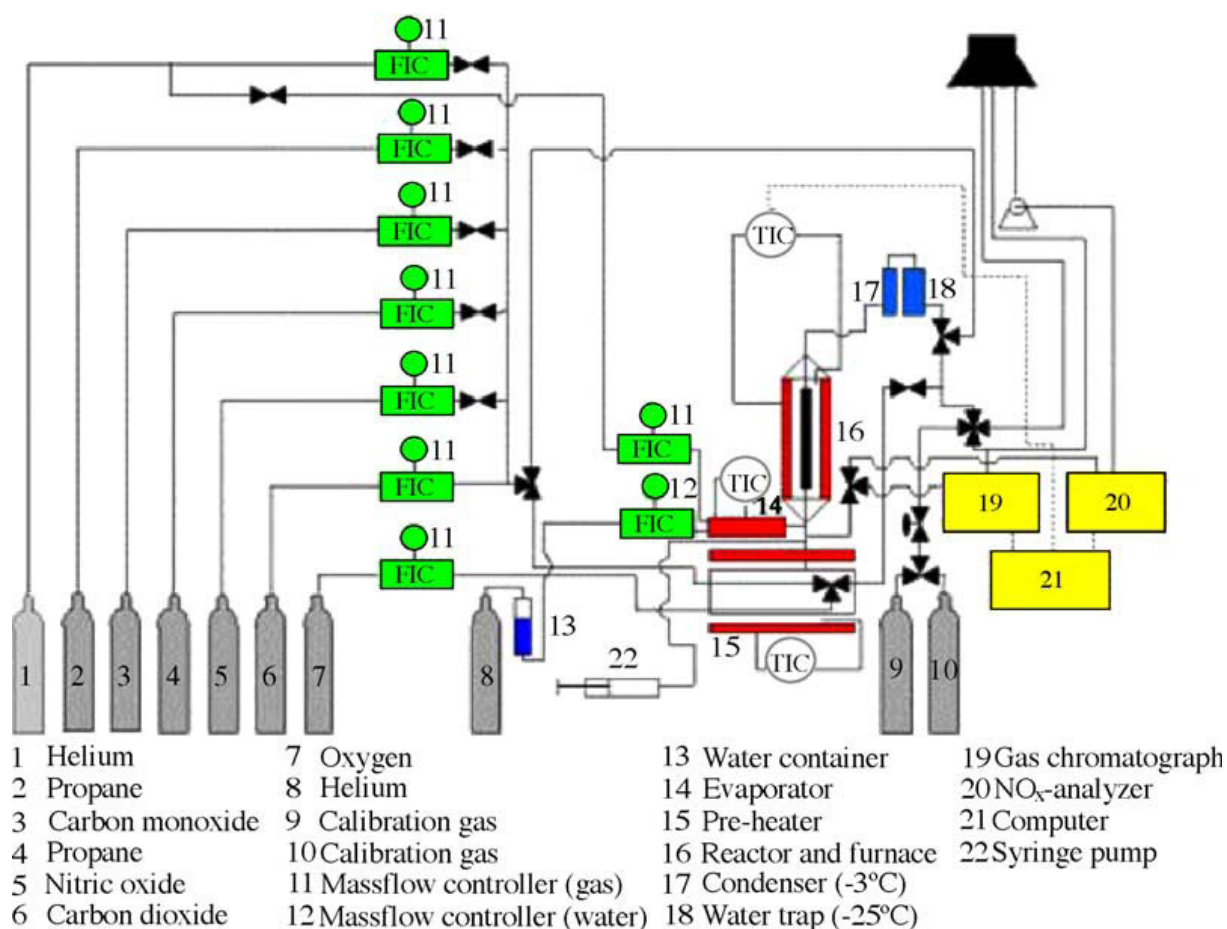 11
FIC
11
FIC
11
FIC
11
FIC
11
FIC
11
FIC
11
FIC
TIC
17
18
11
FIC
12
FIC
TIC
14
16
19
20
21
13
15
TIC
22
1
2
3
4
5
6
7
8
9
10
1 Helium
2 Propane
3 Carbon monoxide
4 Propane
5 Nitric oxide
6 Carbon dioxide
7 Oxygen
8 Helium
9 Calibration gas
10 Calibration gas
11 Massflow controller (gas)
12 Massflow controller (water)
13 Water container
14 Evaporator
15 Pre-heater
16 Reactor and furnace
17 Condenser (-3ºC)
18 Water trap (-25ºC)
19 Gas chromatograph
20 NOx-analyzer
21 Computer
22 Syringe pump